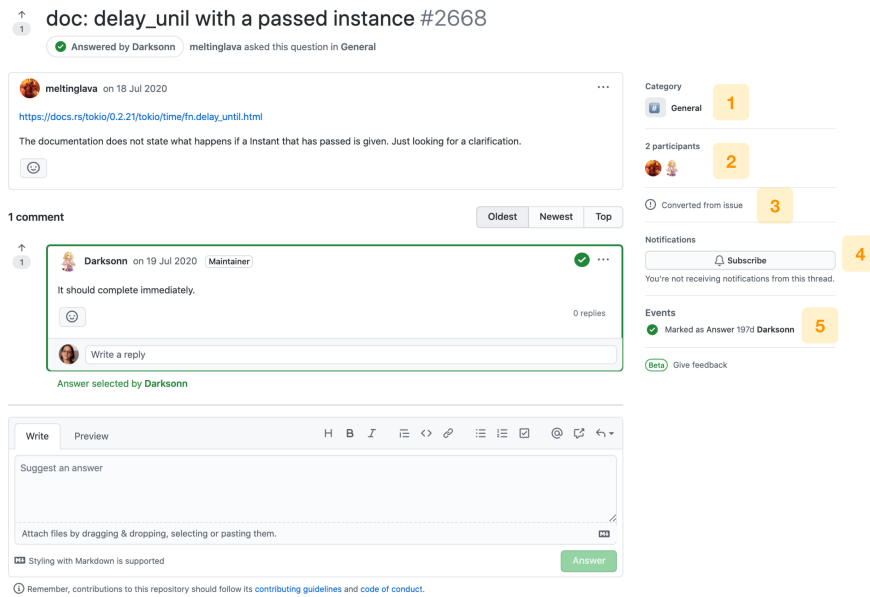 doc: delay_unil with a passed instance #2668
1
Answered by Darksonn meltinglava asked this question in General
meltinglava on 18 Jul 2020
https://docs.rs/tokio/0.2.21/tokio/time/fn.delay_until.html
The documentation does not state what happens if a Instant that has passed is given. Just looking for a clarification.
1 comment
Oldest Newest Top
1
Darksonn on 19 Jul 2020 Maintainer
It should complete immediately.
0 replies
Write a reply
Answer selected by Darksonn
Write Preview
H B I
Suggest an answer
Attach files by dragging & dropping, selecting or pasting them.
Styling with Markdown is supported
Answer
Remember, contributions to this repository should follow its contributing guidelines and code of conduct.
Category
# General
1
2 participants
2
Converted from issue
3
Notifications
Subscribe
4
You're not receiving notifications from this thread.
Events
Marked as Answer 197d Darksonn
5
Beta Give feedback